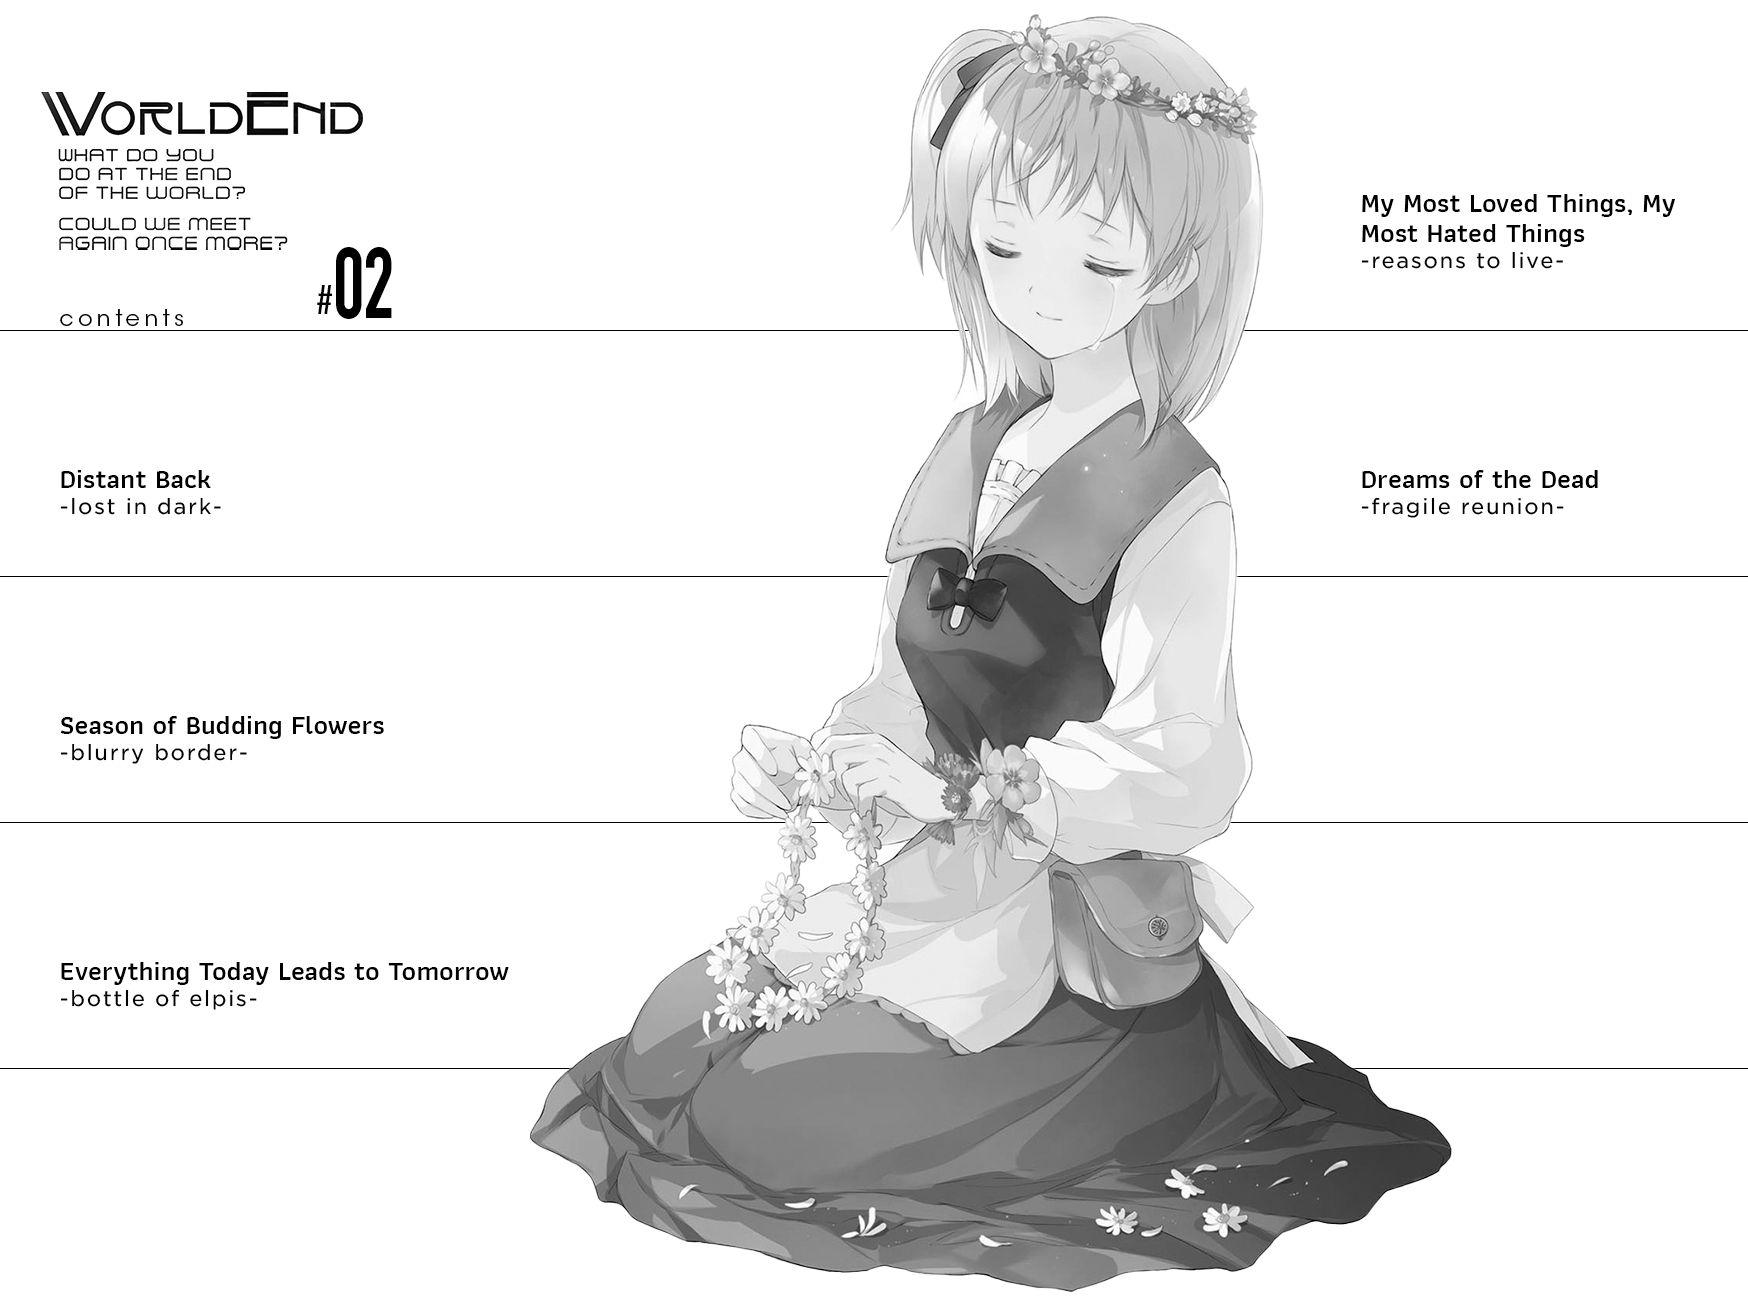 WORLDEND
WHAT DO YOU
DO AT THE END
OF THE WORLD?
COULD WE MEET
AGAIN ONCE MORE?
#02
contents
Distant Back
-lost in dark-
Season of Budding Flowers
-blurry border-
Everything Today Leads to Tomorrow
-bottle of elpis-
My Most Loved Things, My
Most Hated Things
-reasons to live-
Dreams of the Dead
-fragile reunion-